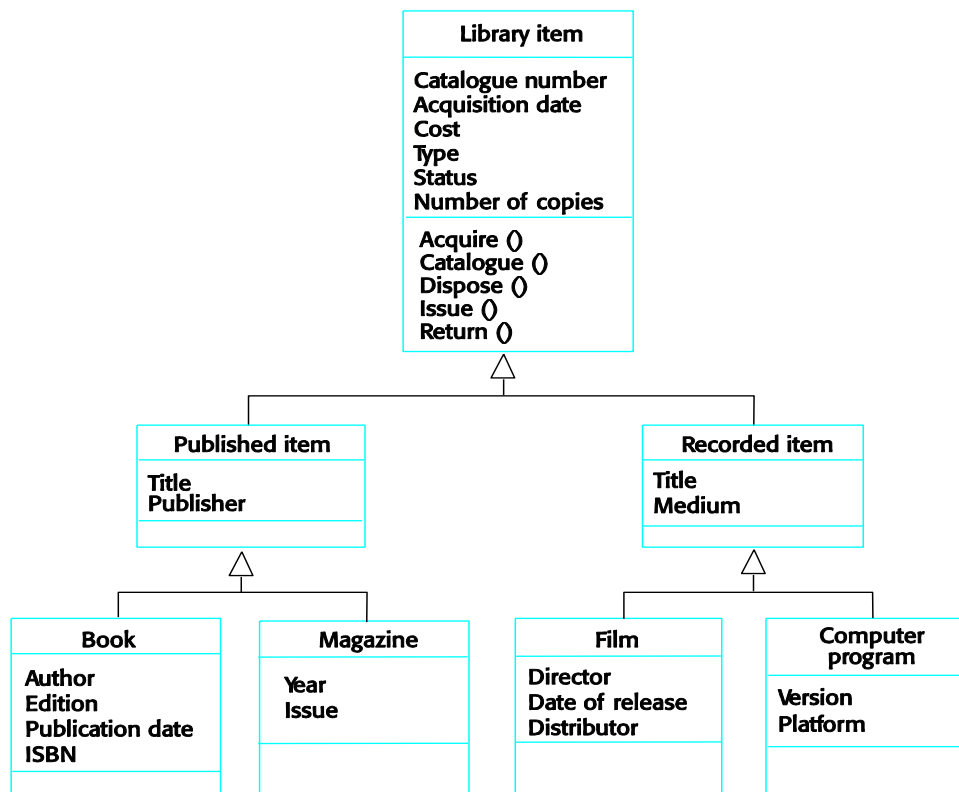 Library item
Catalogue number
Acquisition date
Cost
Type
Status
Number of copies
Acquire ()
Catalogue ()
Dispose ()
Issue ()
Return ()
Published item
Title
Publisher
Recorded item
Title
Medium
Book
Author
Edition
Publication date
ISBN
Magazine
Year
Issue
Film
Director
Date of release
Distributor
Computer
program
Version
Platform